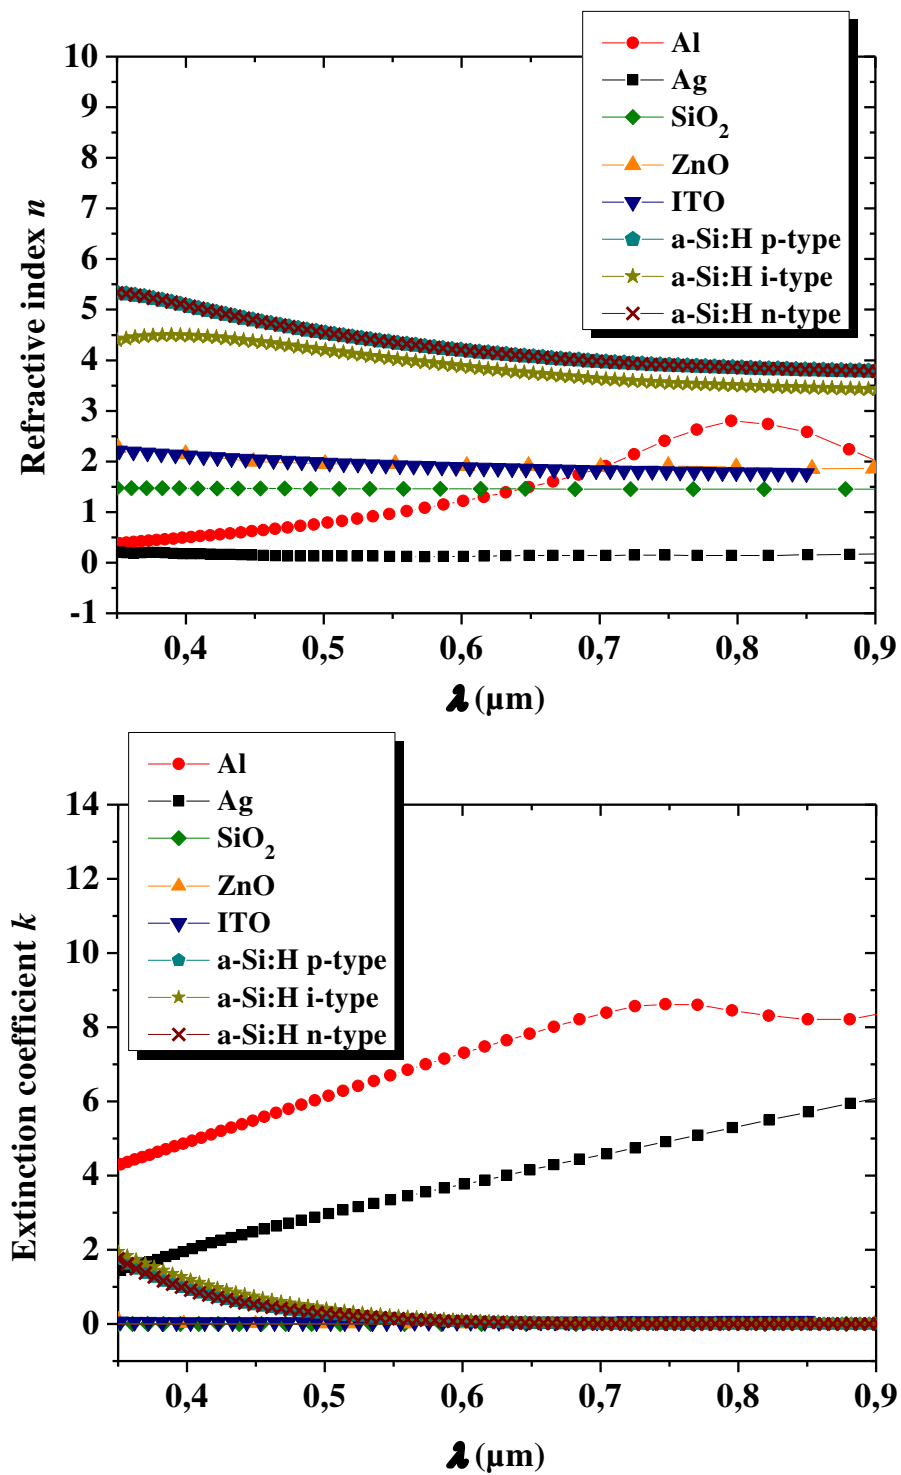 Al
Ag
SiO₂
ZnO
ITO
a-Si:H p-type
a-Si:H i-type
a-Si:H n-type
10
9
8
7
6
5
4
3
2
1
0
-1
Refractive index n
0,4 0,5 0,6 0,7 0,8 0,9
λ (µm)
Al
Ag
SiO₂
ZnO
ITO
a-Si:H p-type
a-Si:H i-type
a-Si:H n-type
14
12
10
8
6
4
2
0
Extinction coefficient k
0,4 0,5 0,6 0,7 0,8 0,9
λ (µm)